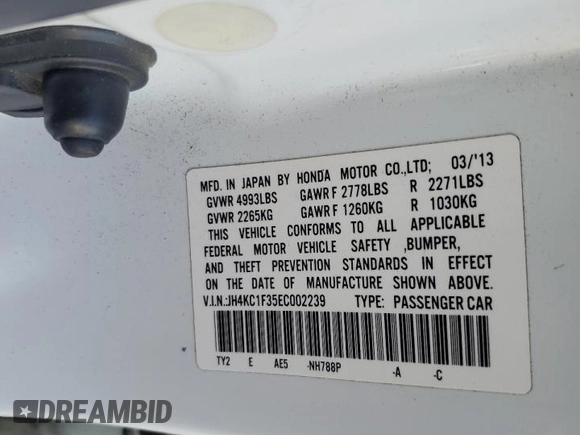 MFD. IN JAPAN BY HONDA MOTOR CO.,LTD; 03/'13
GVWR 4993LBS GAWR F 2778LBS R 2271LBS
GVWR 2265KG GAWR F 1260KG R 1030KG
THIS VEHICLE CONFORMS TO ALL APPLICABLE
FEDERAL MOTOR VEHICLE SAFETY ,BUMPER,
AND THEFT PREVENTION STANDARDS IN EFFECT
ON THE DATE OF MANUFACTURE SHOWN ABOVE.
V.I.N.:JH4KC1F35EC002239 TYPE: PASSENGER CAR
TY2 E AE5 -NH788P -A -C
DREAMBID